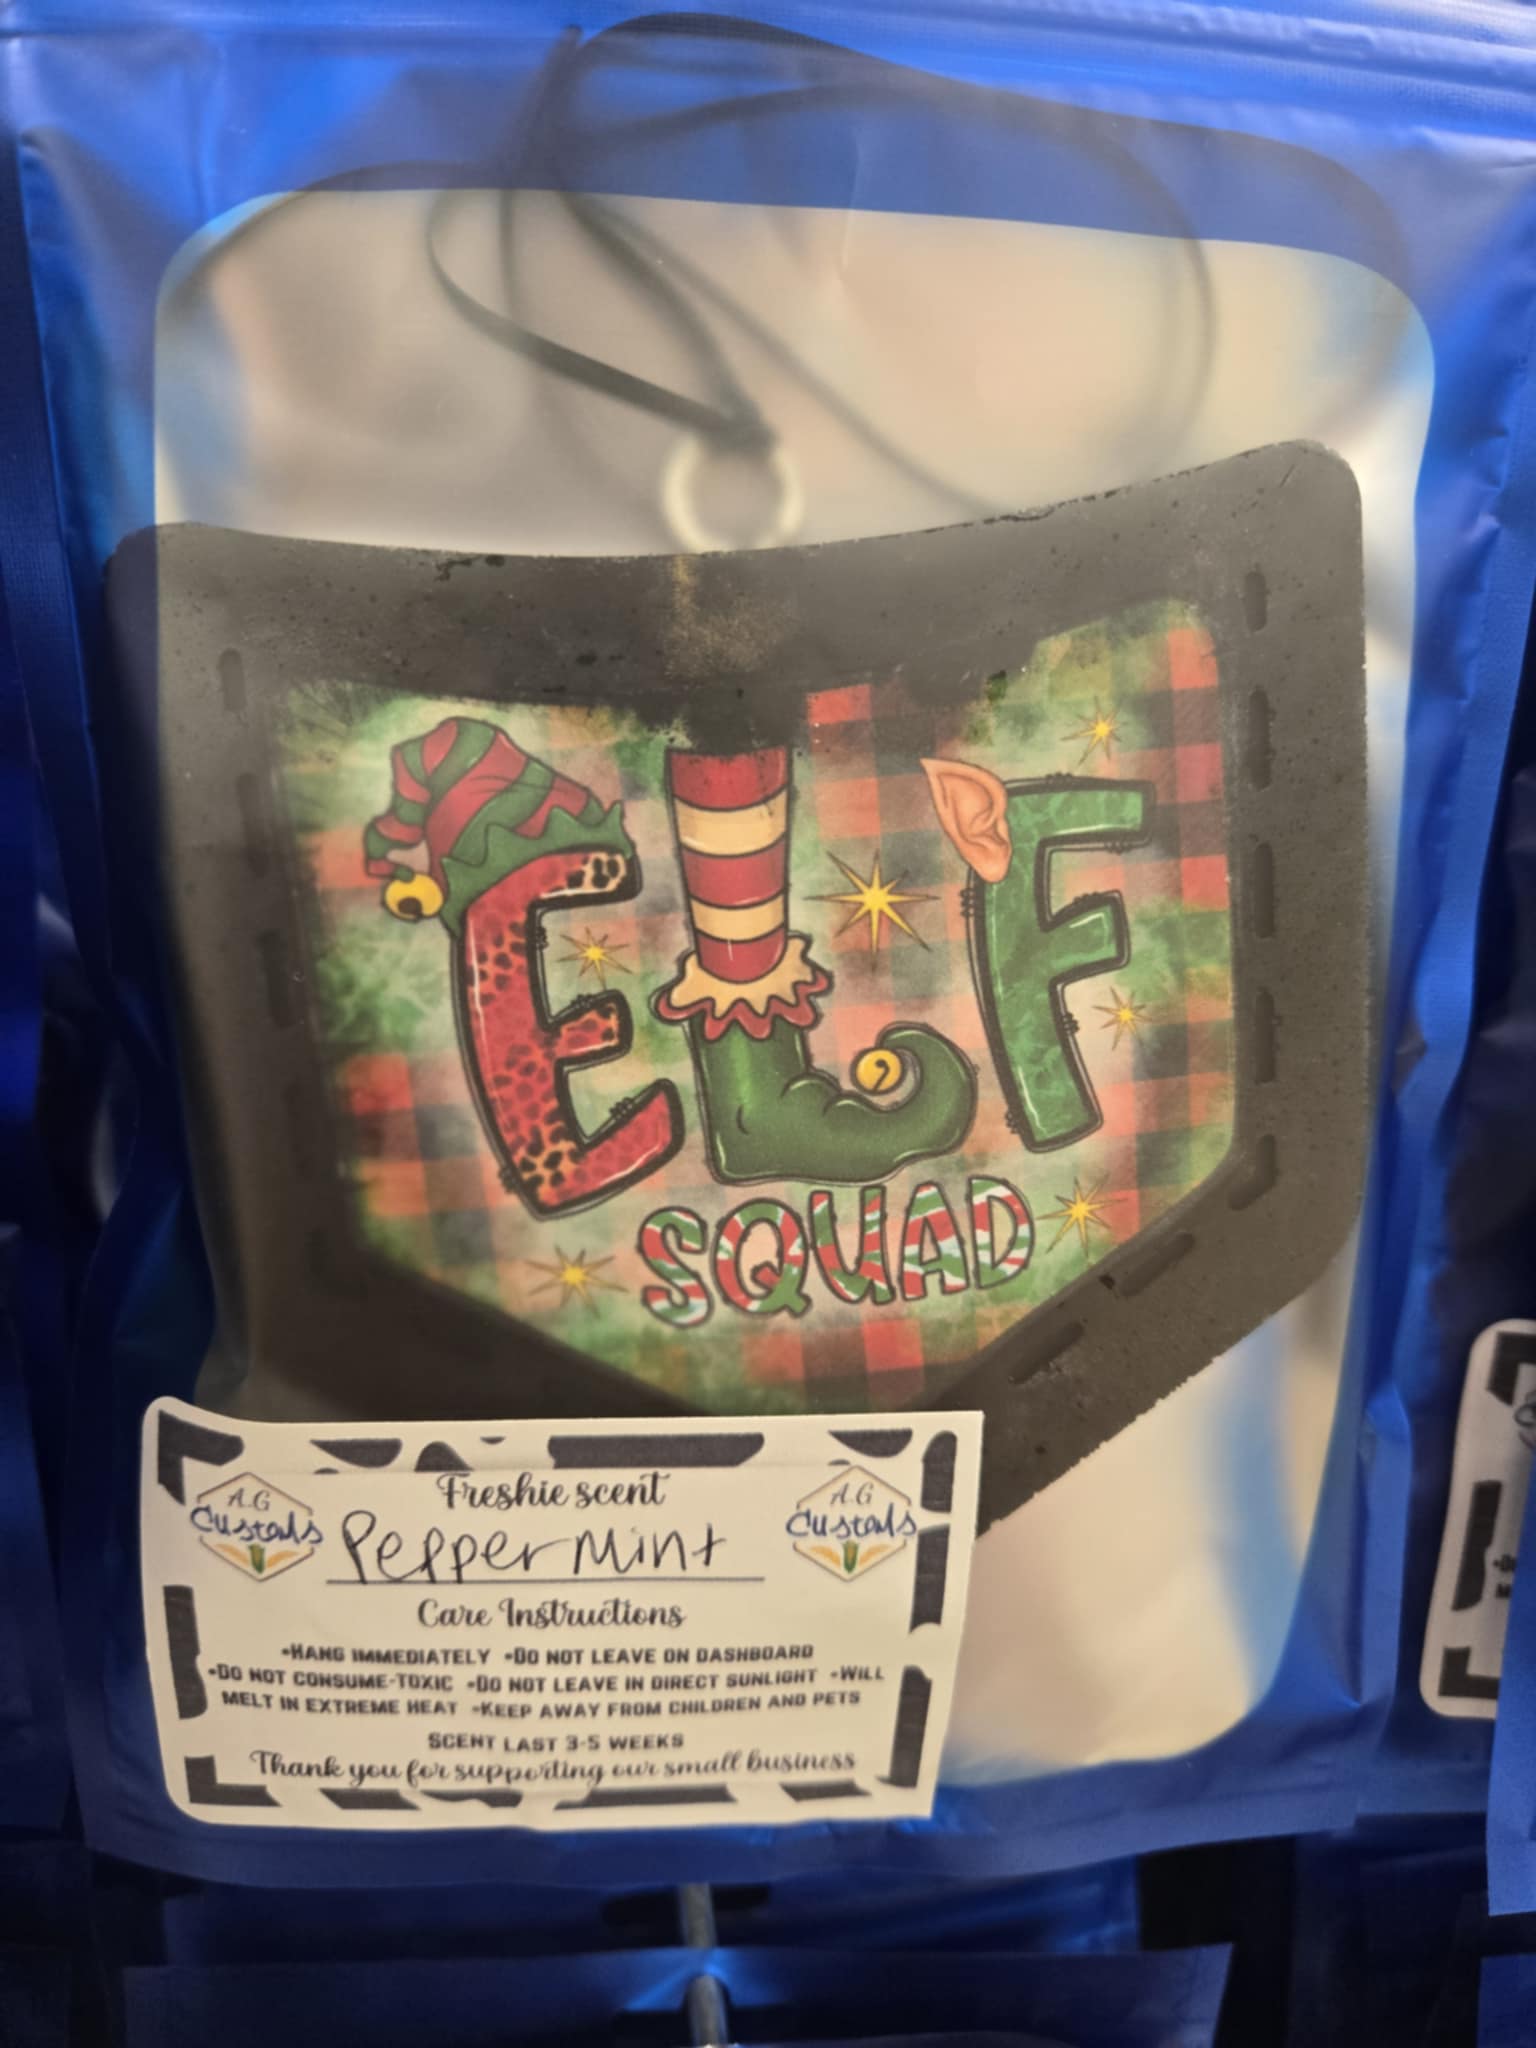 ELF
SQUAD
Freshie scent
A.G Customs
Peppermint
A.G Customs
Care Instructions
•HANG IMMEDIATELY •DO NOT LEAVE ON DASHBOARD
•DO NOT CONSUME-TOXIC •DO NOT LEAVE IN DIRECT SUNLIGHT •WILL
MELT IN EXTREME HEAT •KEEP AWAY FROM CHILDREN AND PETS
SCENT LAST 3-5 WEEKS
Thank you for supporting our small business